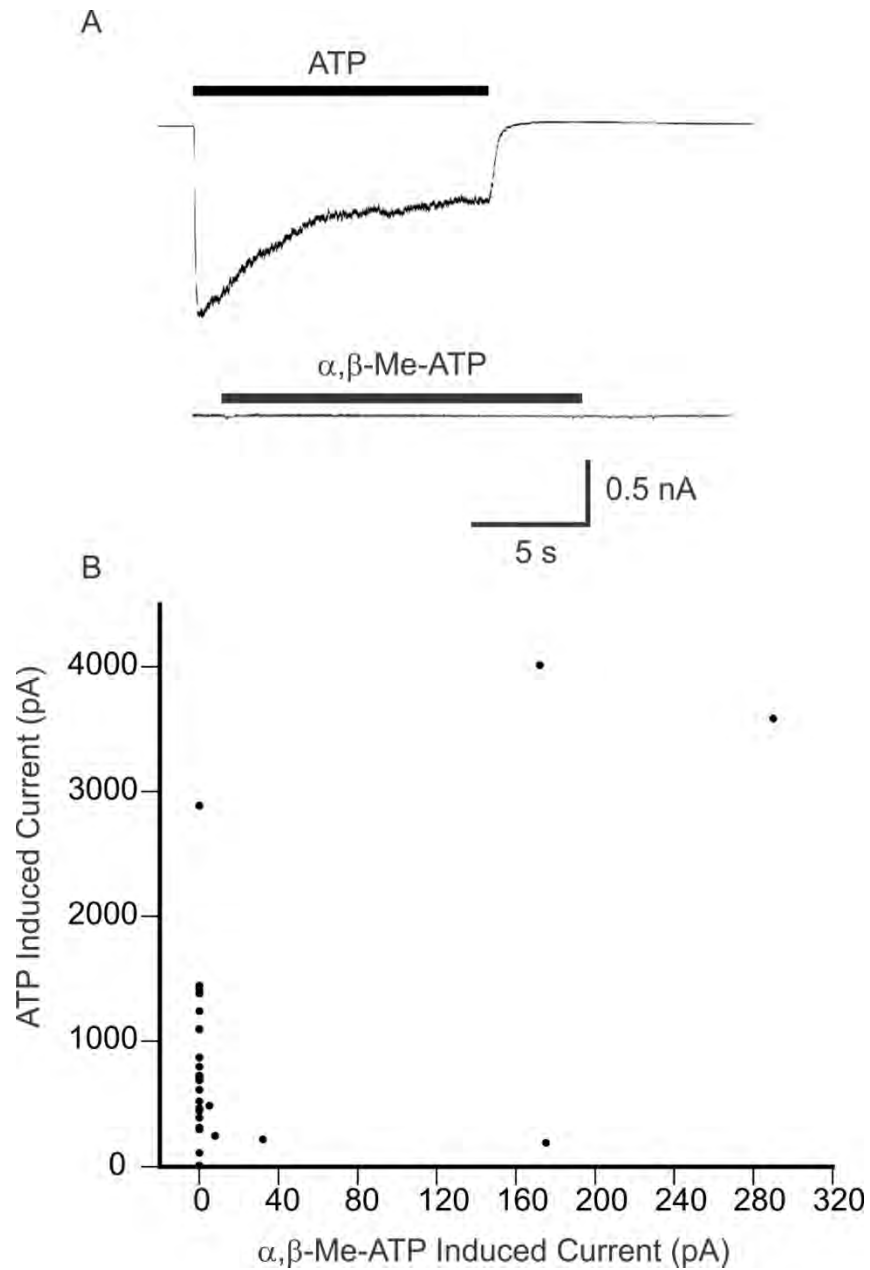 A
ATP
α,β-Me-ATP
0.5 nA
5 s
B
ATP Induced Current (pA)
4000
3000
2000
1000
0
0 40 80 120 160 200 240 280 320
α,β-Me-ATP Induced Current (pA)